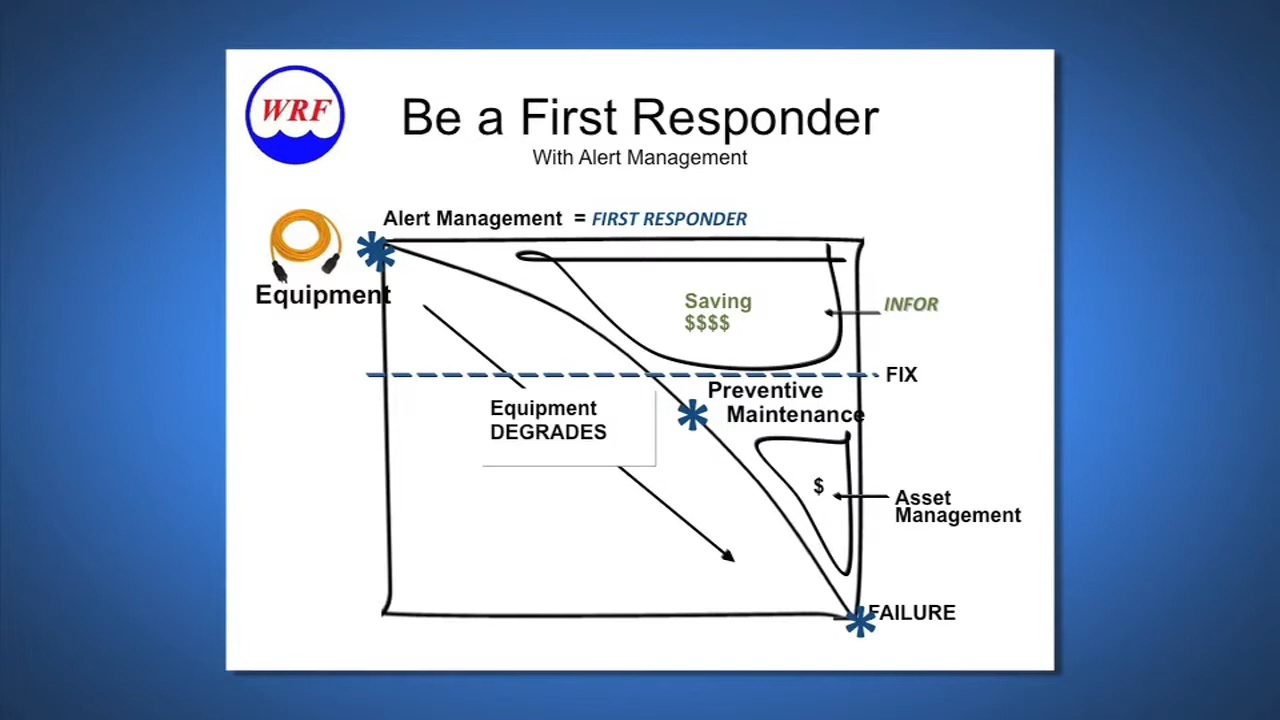 WRF
Be a First Responder
With Alert Management
Alert Management = FIRST RESPONDER
Equipment
Saving
$$$$
INFOR
FIX
Preventive
Maintenance
Equipment
DEGRADES
$
Asset
Management
FAILURE